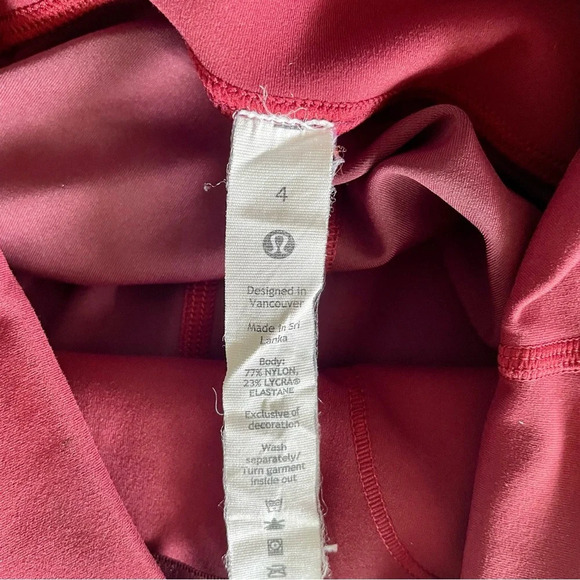 4
Designed in
Vancouver
Made in Sri
Lanka
Body:
77% NYLON,
23% LYCRA®
ELASTANE
Exclusive of
decoration
Wash
separately/
Turn garment
inside out